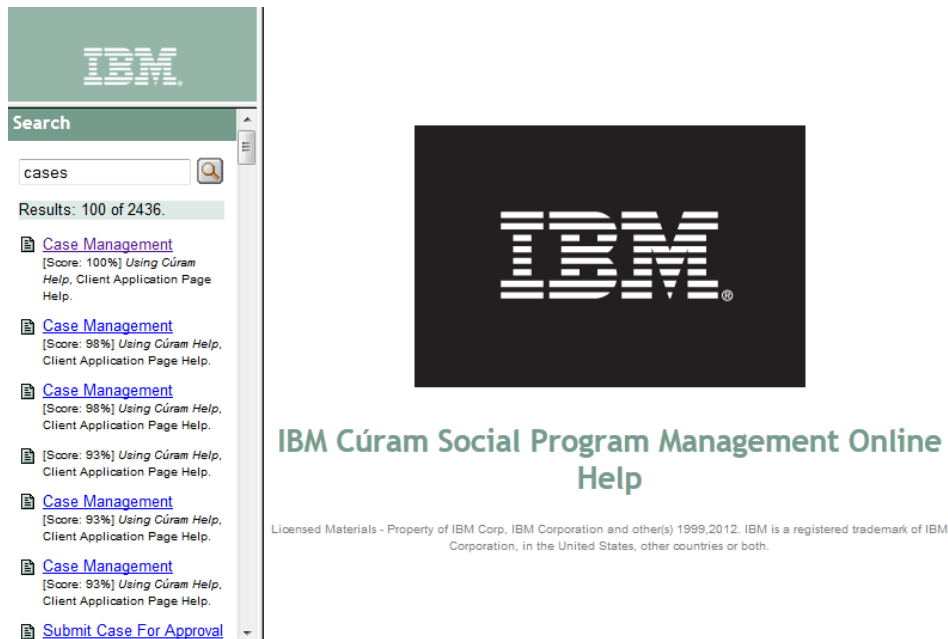 IBM.
Search
cases
Results: 100 of 2436.
Case Management
[Score: 100%] Using Cúram
Help, Client Application Page
Help.
Case Management
[Score: 98%] Using Cúram Help,
Client Application Page Help.
Case Management
[Score: 98%] Using Cúram Help,
Client Application Page Help.
[Score: 93%] Using Cúram Help,
Client Application Page Help.
Case Management
[Score: 93%] Using Cúram Help,
Client Application Page Help.
Case Management
[Score: 93%] Using Cúram Help,
Client Application Page Help.
Submit Case For Approval
IBM®
IBM Cúram Social Program Management Online
Help
Licensed Materials - Property of IBM Corp, IBM Corporation and other(s) 1999,2012. IBM is a registered trademark of IBM
Corporation, in the United States, other countries or both.